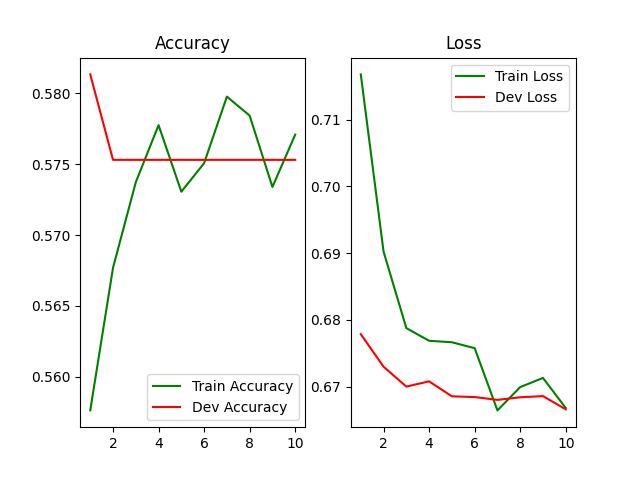 Accuracy
0.580
0.575
0.570
0.565
0.560
2 4 6 8 10
Train Accuracy
Dev Accuracy
Loss
0.71
0.70
0.69
0.68
0.67
2 4 6 8 10
Train Loss
Dev Loss